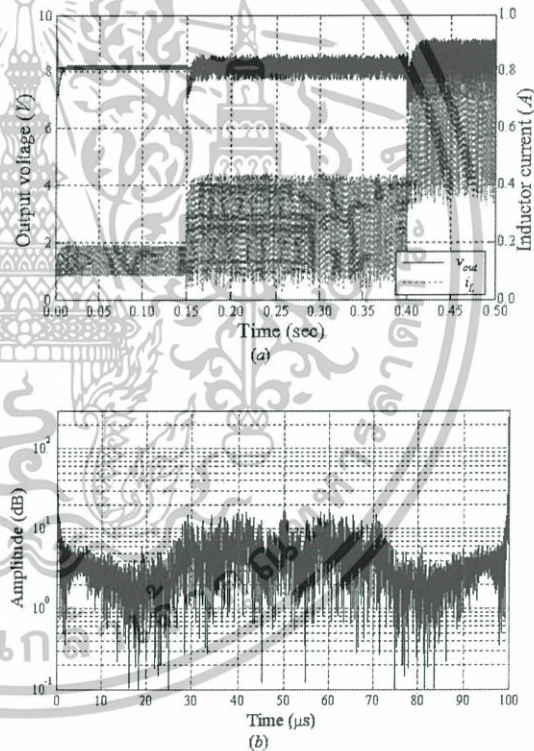 Output voltage (V)
10
8
6
4
2
0
1.0
0.8
0.6
0.4
0.2
0.0
Inductor current (A)
v_out
i_L
0.00 0.05 0.10 0.15 0.20 0.25 0.30 0.35 0.40 0.45 0.50
Time (sec)
(a)
Amplitude (dB)
10^2
10^1
10^0
10^-1
0 10 20 30 40 50 60 70 80 90 100
Time (μs)
(b)